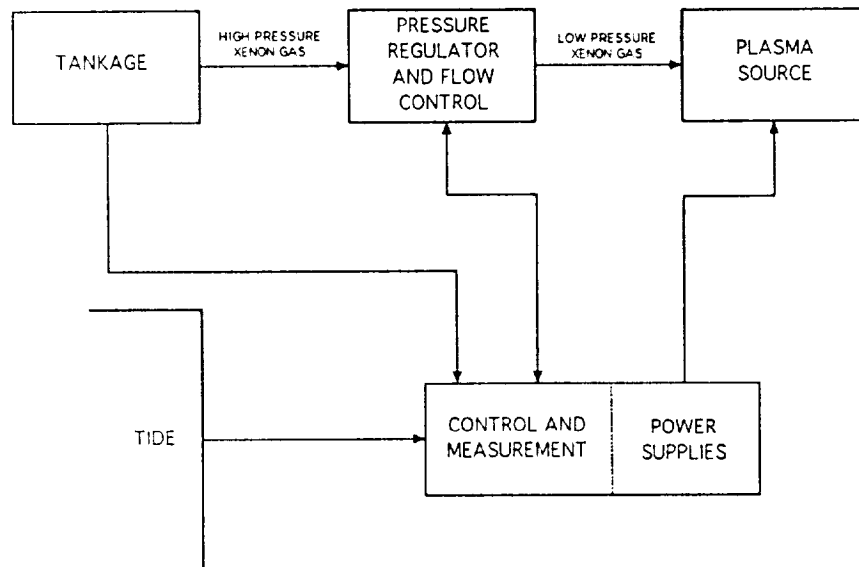 TANKAGE
HIGH PRESSURE
XENON GAS
PRESSURE
REGULATOR
AND FLOW
CONTROL
LOW PRESSURE
XENON GAS
PLASMA
SOURCE
TIDE
CONTROL AND
MEASUREMENT
POWER
SUPPLIES